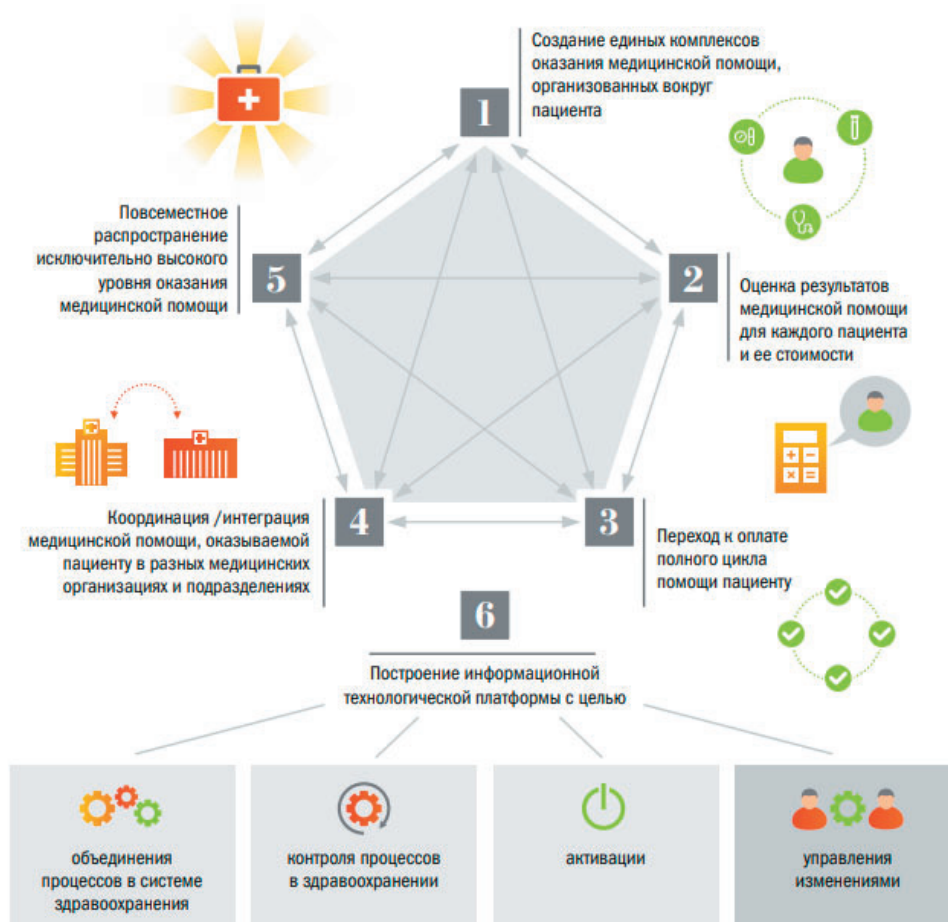 1
Создание единых комплексов
оказания медицинской помощи,
организованных вокруг
пациента
2
Оценка результатов
медицинской помощи
для каждого пациента
и ее стоимости
3
Переход к оплате
полного цикла
помощи пациенту
4
Координация /интеграция
медицинской помощи, оказываемой
пациенту в разных медицинских
организациях и подразделениях
5
Повсеместное
распространение
исключительно высокого
уровня оказания
медицинской помощи
6
Построение информационной
технологической платформы с целью
объединения
процессов в системе
здравоохранения
контроля процессов
в здравоохранении
активации
управления
изменениями